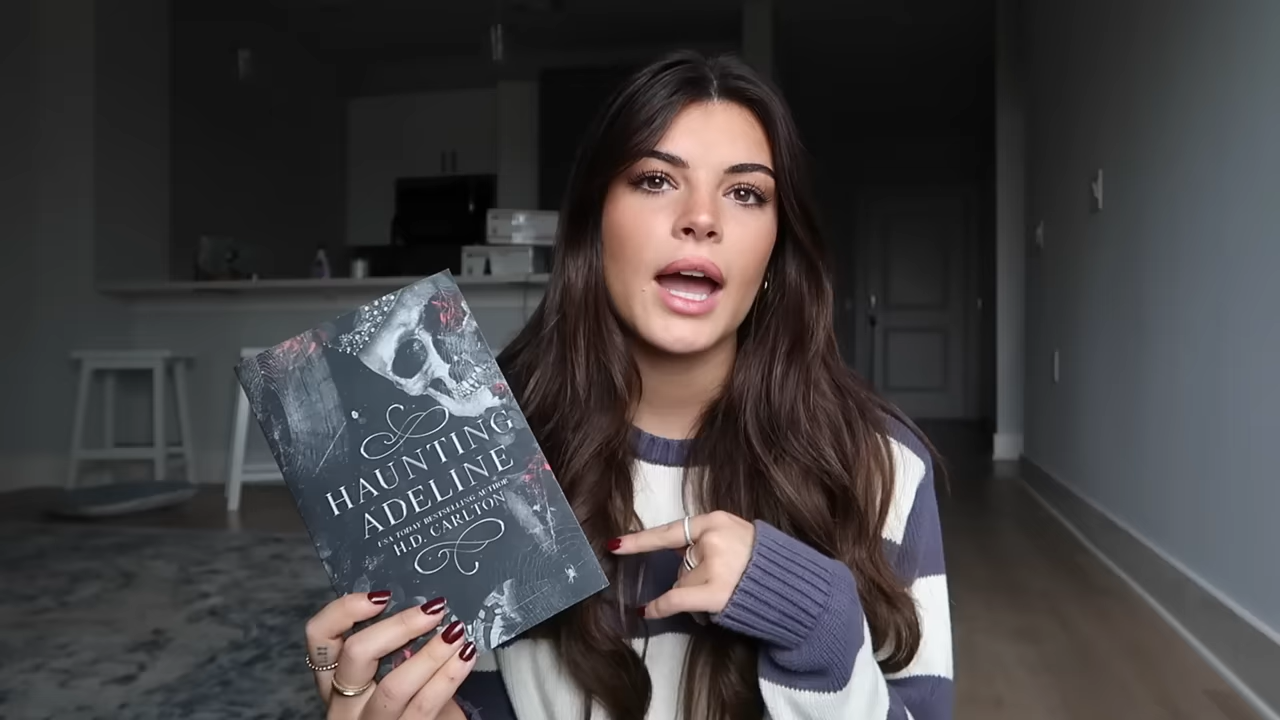 HAUNTING
ADELINE
USA TODAY BESTSELLING AUTHOR
H.D. CARLTON